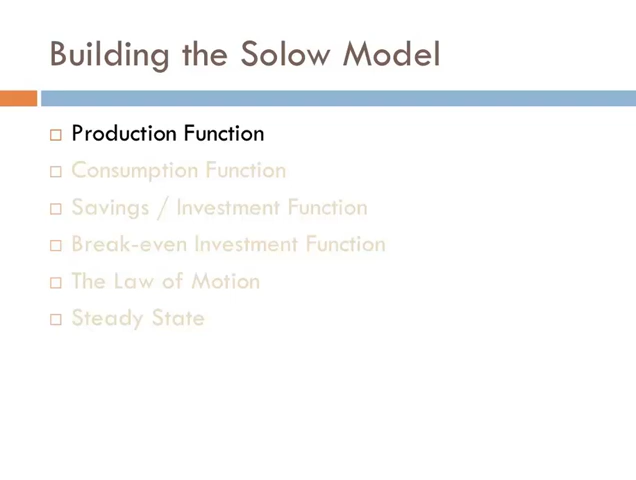 Building the Solow Model
Production Function
Consumption Function
Savings / Investment Function
Break-even Investment Function
The Law of Motion
Steady State